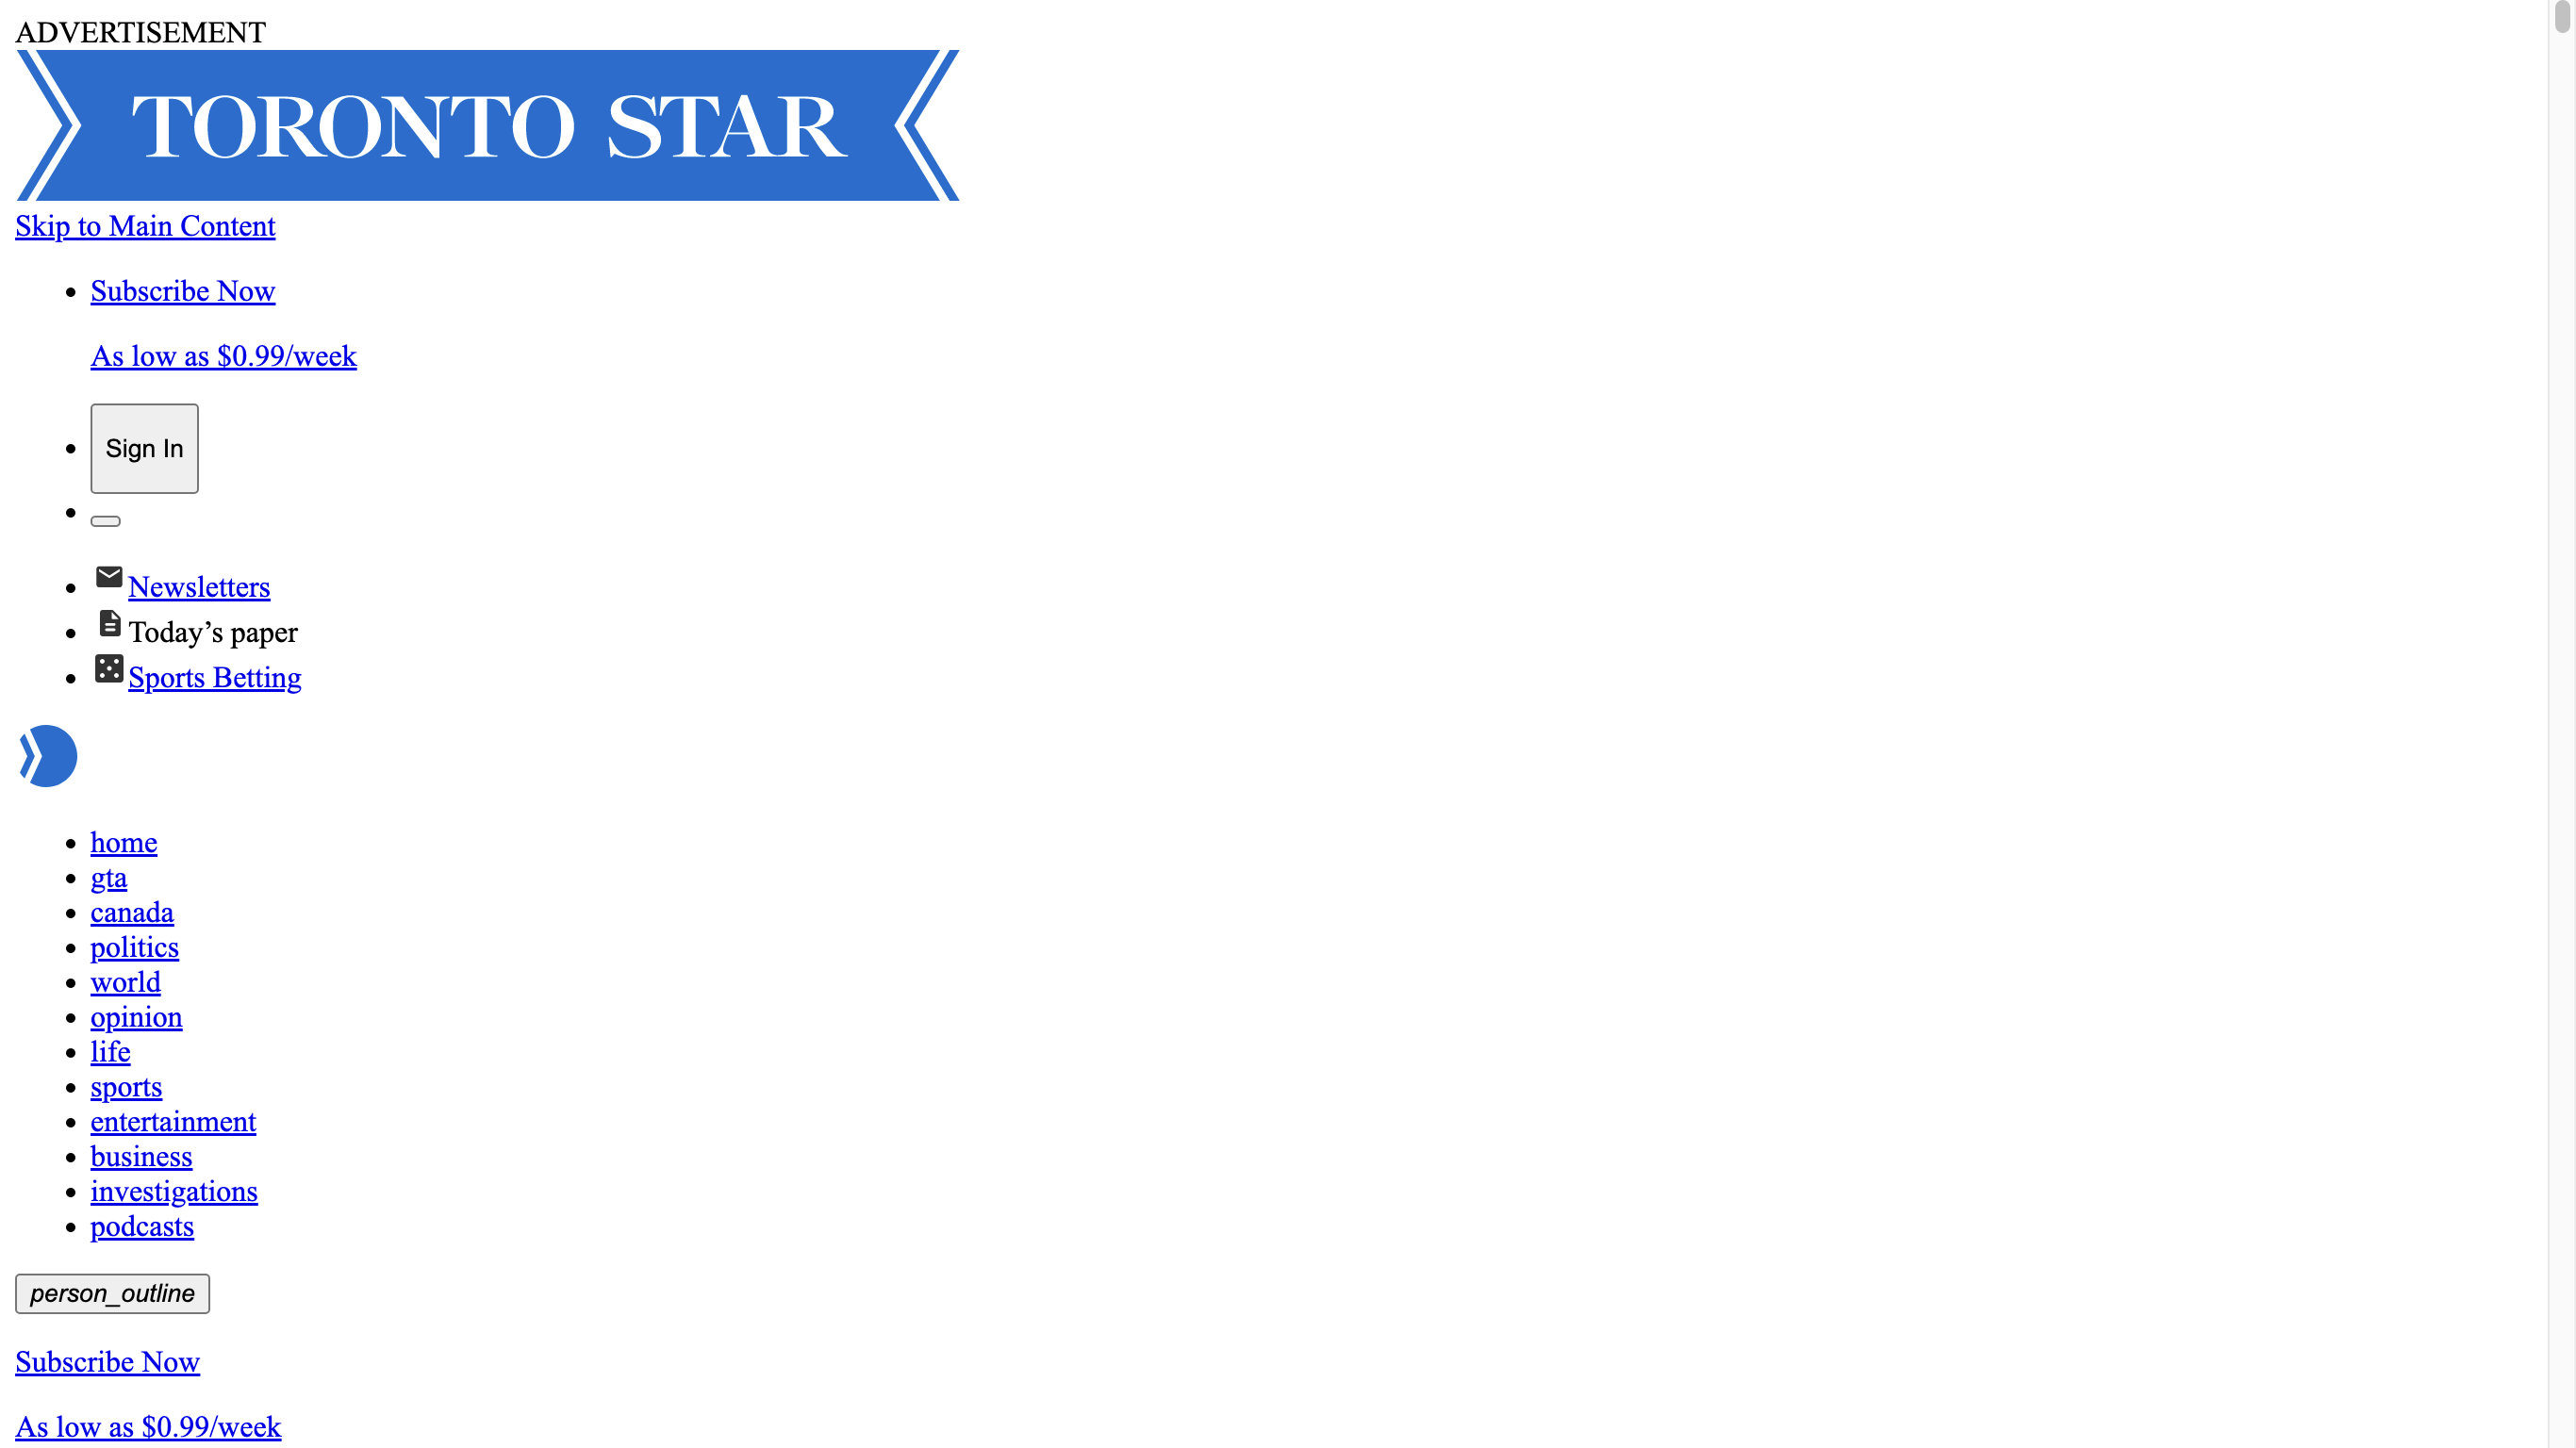 ADVERTISEMENT
TORONTO STAR
Skip to Main Content
Subscribe Now
As low as $0.99/week
Sign In
Newsletters
Today’s paper
Sports Betting
home
gta
canada
politics
world
opinion
life
sports
entertainment
business
investigations
podcasts
person_outline
Subscribe Now
As low as $0.99/week